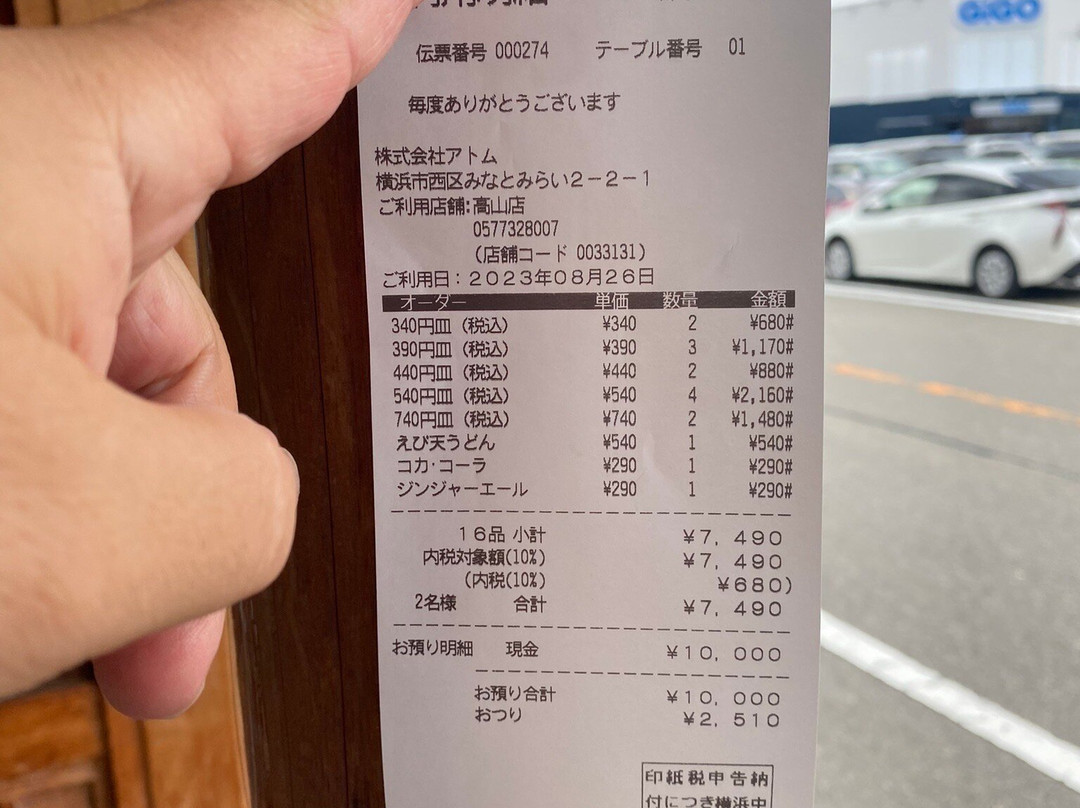 GiGO
伝票番号 000274 テーブル番号 01
毎度ありがとうございます
株式会社アトム
横浜市西区みなとみらい2-2-1
ご利用店舗:高山店
0577328007
(店舗コード 0033131)
ご利用日:2023年08月26日
オーダー 単価 数量 金額
340円皿(税込) ¥340 2 ¥680#
390円皿(税込) ¥390 3 ¥1,170#
440円皿(税込) ¥440 2 ¥880#
540円皿(税込) ¥540 4 ¥2,160#
740円皿(税込) ¥740 2 ¥1,480#
えび天うどん ¥540 1 ¥540#
コカ・コーラ ¥290 1 ¥290#
ジンジャーエール ¥290 1 ¥290#
16品 小計 ¥7,490
内税対象額(10%) ¥7,490
(内税(10%) ¥680)
2名様 合計 ¥7,490
お預り明細 現金 ¥10,000
お預り合計 ¥10,000
おつり ¥2,510
印紙税申告納
付につき横浜中